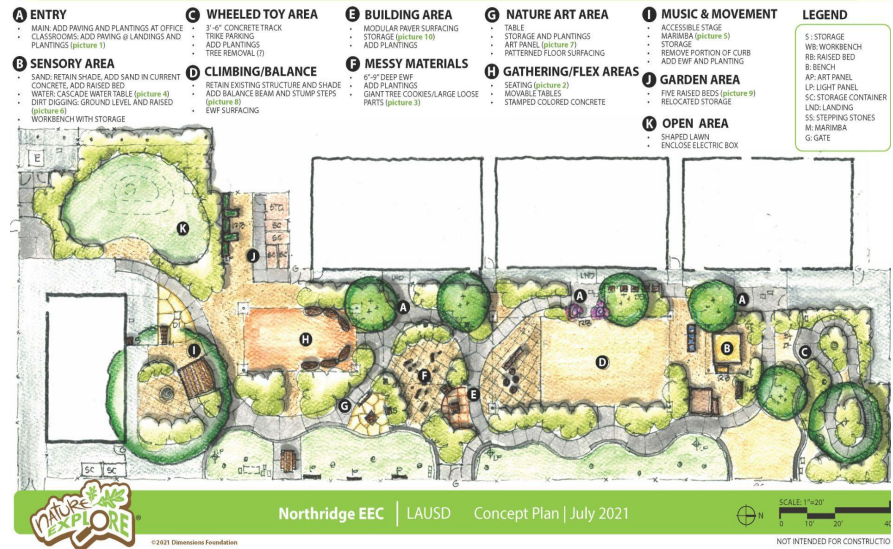 A ENTRY
• MAIN: ADD PAVING AND PLANTINGS AT OFFICE
• CLASSROOMS: ADD PAVING @ LANDINGS AND
PLANTINGS (picture 1)
B SENSORY AREA
• SAND: RETAIN SHADE, ADD SAND IN CURRENT
CONCRETE, ADD RAISED BED
• WATER: CASCADE WATER TABLE (picture 4)
• DIRT DIGGING: GROUND LEVEL AND RAISED
(picture 6)
• WORKBENCH WITH STORAGE
C WHEELED TOY AREA
• 3'-6" CONCRETE TRACK
• TRIKE PARKING
• ADD PLANTINGS
• TREE REMOVAL (?)
D CLIMBING/BALANCE
• RETAIN EXISTING STRUCTURE AND SHADE
• ADD BALANCE BEAM AND STUMP STEPS
(picture 8)
• EWF SURFACING
E BUILDING AREA
• MODULAR PAVER SURFACING
• STORAGE (picture 10)
• ADD PLANTINGS
F MESSY MATERIALS
• 6"-9" DEEP EWF
• ADD PLANTINGS
• GIANT TREE COOKIES/LARGE LOOSE
PARTS (picture 3)
G NATURE ART AREA
• TABLE
• STORAGE AND PLANTINGS
• ART PANEL (picture 7)
• PATTERNED FLOOR SURFACING
H GATHERING/FLEX AREAS
• SEATING (picture 2)
• MOVABLE TABLES
• STAMPED COLORED CONCRETE
I MUSIC & MOVEMENT
• ACCESSIBLE STAGE
• MARIMBA (picture 5)
• STORAGE
• REMOVE PORTION OF CURB
• ADD EWF AND PLANTING
J GARDEN AREA
• FIVE RAISED BEDS (picture 9)
• RELOCATED STORAGE
K OPEN AREA
• SHAPED LAWN
• ENCLOSE ELECTRIC BOX
LEGEND
S : STORAGE
WB: WORKBENCH
RB: RAISED BED
B: BENCH
AP: ART PANEL
LP: LIGHT PANEL
SC: STORAGE CONTAINER
LND: LANDING
SS: STEPPING STONES
M: MARIMBA
G: GATE
E
K
J
SC
SC
G
LND
A
LND
A
A
I
H
G
F
E
D
B
C
SC SC
G
NATURE
EXPLORE
®
©2021 Dimensions Foundation
Northridge EEC | LAUSD Concept Plan | July 2021
N
SCALE: 1"=20'
0 10' 20' 40
NOT INTENDED FOR CONSTRUCTIO